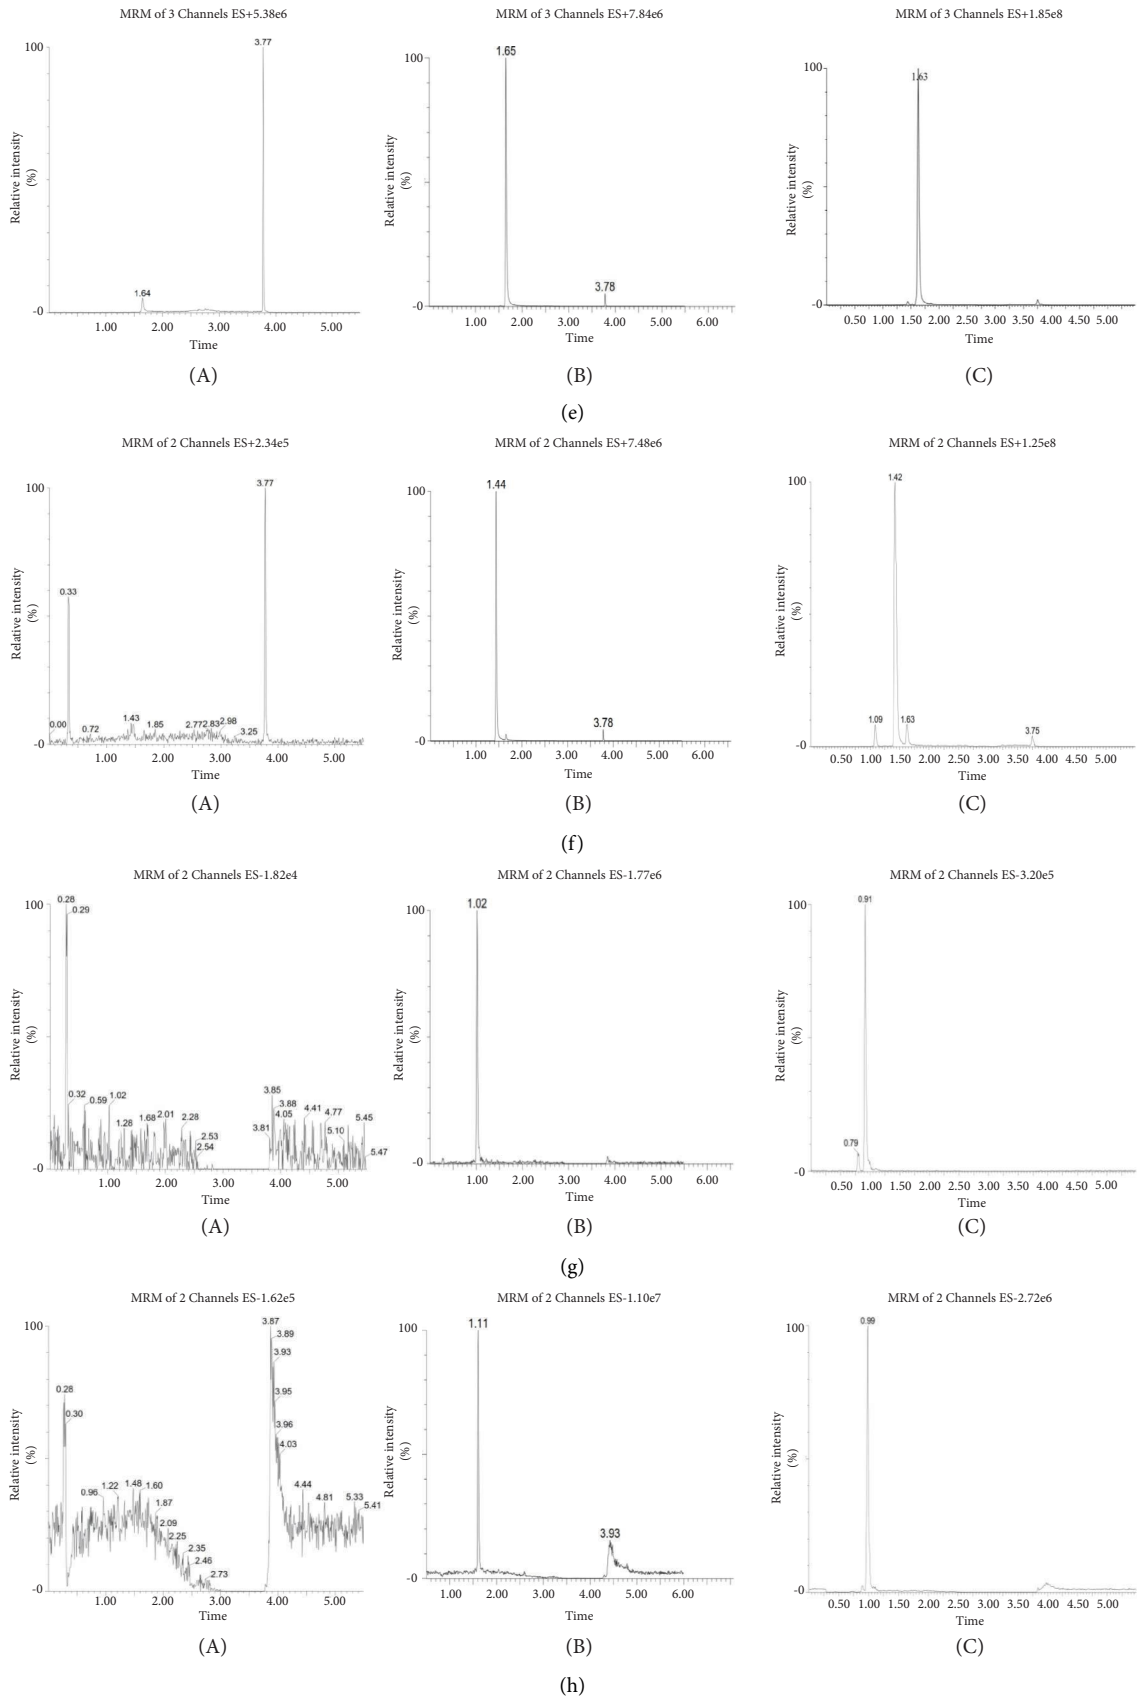 MRM of 3 Channels ES+5.38e6
3.77
100
Relative intensity
(%)
1.64
-0
1.00 2.00 3.00 4.00 5.00
Time
(A)
MRM of 3 Channels ES+7.84e6
1.65
100
Relative intensity
(%)
3.78
-0
1.00 2.00 3.00 4.00 5.00 6.00
Time
(B)
MRM of 3 Channels ES+1.85e8
100
1.63
Relative intensity
(%)
-0
0.50 1.00 1.50 2.00 2.50 3.00 3.50 4.00 4.50 5.00
Time
(C)
(e)
MRM of 2 Channels ES+2.34e5
3.77
100
0.33
Relative intensity
(%)
0.00 0.72 1.43 1.85 2.77 2.83 2.98 3.25
-0
1.00 2.00 3.00 4.00 5.00
Time
(A)
MRM of 2 Channels ES+7.48e6
1.44
100
Relative intensity
(%)
3.78
-0
1.00 2.00 3.00 4.00 5.00 6.00
Time
(B)
MRM of 2 Channels ES+1.25e8
1.42
100
Relative intensity
(%)
1.09 1.63 3.75
-0
0.50 1.00 1.50 2.00 2.50 3.00 3.50 4.00 4.50 5.00
Time
(C)
(f)
MRM of 2 Channels ES-1.82e4
0.28
100
0.29
Relative intensity
(%)
0.32 0.59 1.02 1.28 1.68 2.01 2.28 2.53 2.54 3.81 3.85 3.88 4.05 4.41 4.77 5.10 5.45 5.47
-0
1.00 2.00 3.00 4.00 5.00
Time
(A)
MRM of 2 Channels ES-1.77e6
1.02
100
Relative intensity
(%)
-0
1.00 2.00 3.00 4.00 5.00 6.00
Time
(B)
MRM of 2 Channels ES-3.20e5
0.91
100
Relative intensity
(%)
0.79
-0
0.50 1.00 1.50 2.00 2.50 3.00 3.50 4.00 4.50 5.00
Time
(C)
(g)
MRM of 2 Channels ES-1.62e5
3.87
100
3.89
3.93
0.28
3.95
0.30
3.96
4.03
Relative intensity
(%)
0.96 1.22 1.48 1.60 1.87 2.09 2.25 2.35 2.46 2.73 4.44 4.81 5.33 5.41
-0
1.00 2.00 3.00 4.00 5.00
Time
(A)
MRM of 2 Channels ES-1.10e7
1.11
100
Relative intensity
(%)
3.93
-0
1.00 2.00 3.00 4.00 5.00 6.00
Time
(B)
MRM of 2 Channels ES-2.72e6
0.99
100
Relative intensity
(%)
-0
0.50 1.00 1.50 2.00 2.50 3.00 3.50 4.00 4.50 5.00
Time
(C)
(h)